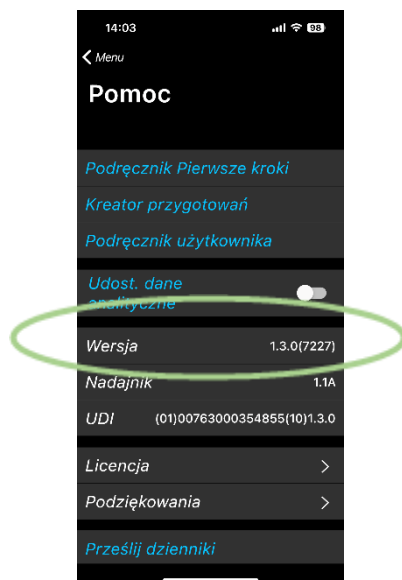 14:03
98
Menu
Pomoc
Podręcznik Pierwsze kroki
Kreator przygotowań
Podręcznik użytkownika
Udost. dane
analityczne
Wersja 1.3.0(7227)
Nadajnik 1.1A
UDI (01)00763000354855(10)1.3.0
Licencja
Podziękowania
Prześlij dzienniki